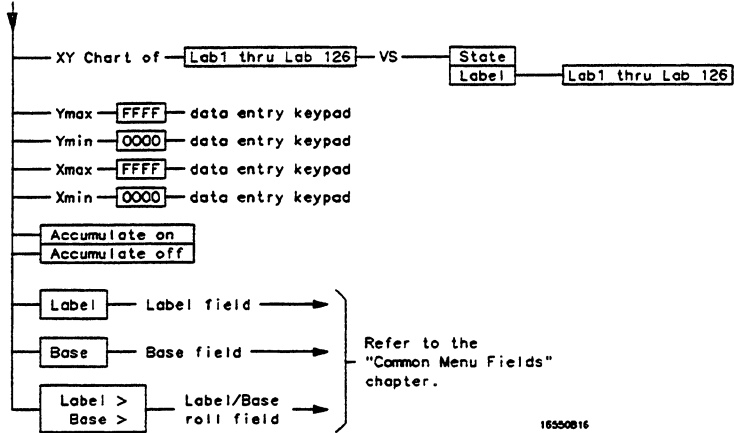 XY Chart of Lab1 thru Lab 126 VS State
Label Lab1 thru Lab 126
Ymax FFFF data entry keypad
Ymin 0000 data entry keypad
Xmax FFFF data entry keypad
Xmin 0000 data entry keypad
Accumulate on
Accumulate off
Label Label field
Base Base field
Label >
Base >
Label/Base
roll field
Refer to the
"Common Menu Fields"
chapter.
16550B16